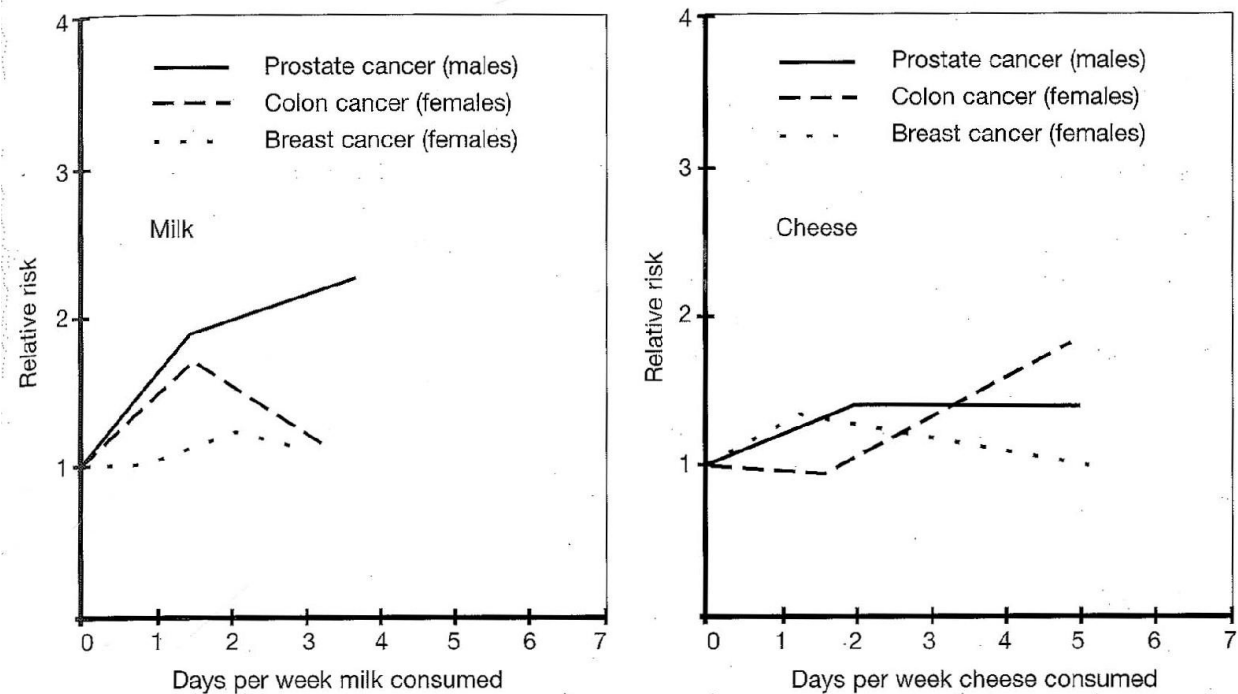 4
Prostate cancer (males)
Colon cancer (females)
Breast cancer (females)
3
Milk
Relative risk
2
1
0 1 2 3 4 5 6 7
Days per week milk consumed
4
Prostate cancer (males)
Colon cancer (females)
Breast cancer (females)
3
Cheese
Relative risk
2
1
0 1 2 3 4 5 6 7
Days per week cheese consumed